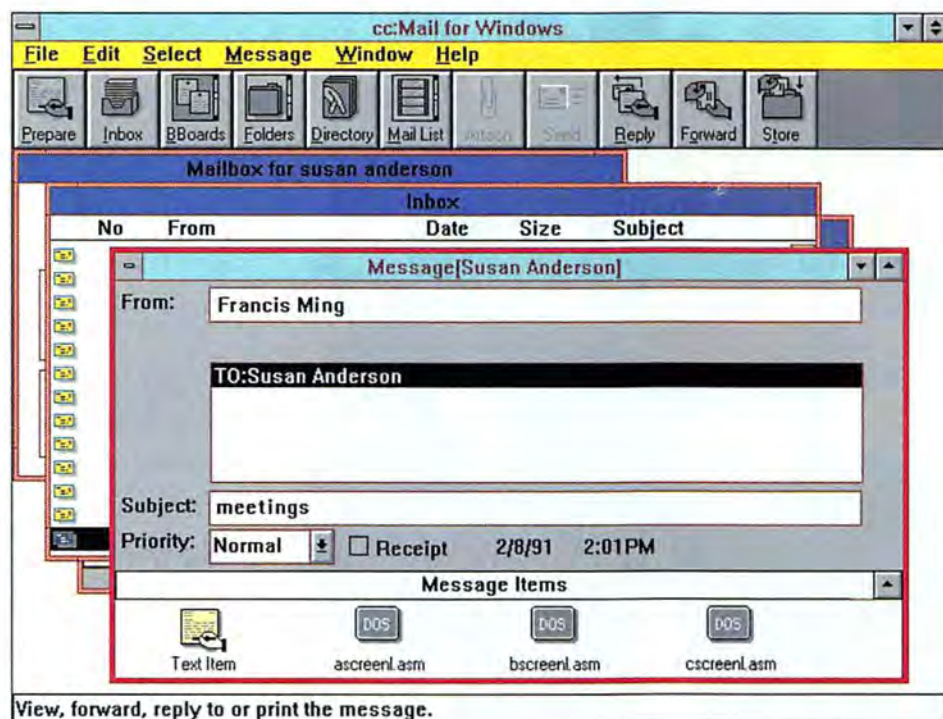 cc:Mail for Windows
File Edit Select Message Window Help
Prepare Inbox BBoards Folders Directory Mail List Attach Send Reply Forward Store
Mailbox for susan anderson
Inbox
No From Date Size Subject
Message[Susan Anderson]
From: Francis Ming
TO:Susan Anderson
Subject: meetings
Priority: Normal Receipt 2/8/91 2:01PM
Message Items
DOS DOS DOS
Text Item ascreenl.asm bscreenl.asm cscreenl.asm
View, forward, reply to or print the message.